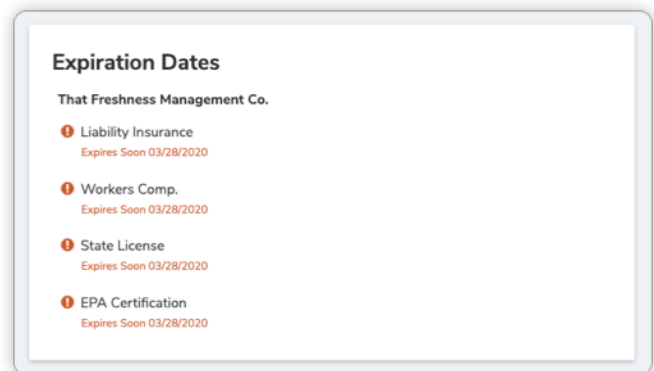 Expiration Dates
That Freshness Management Co.
Liability Insurance
Expires Soon 03/28/2020
Workers Comp.
Expires Soon 03/28/2020
State License
Expires Soon 03/28/2020
EPA Certification
Expires Soon 03/28/2020